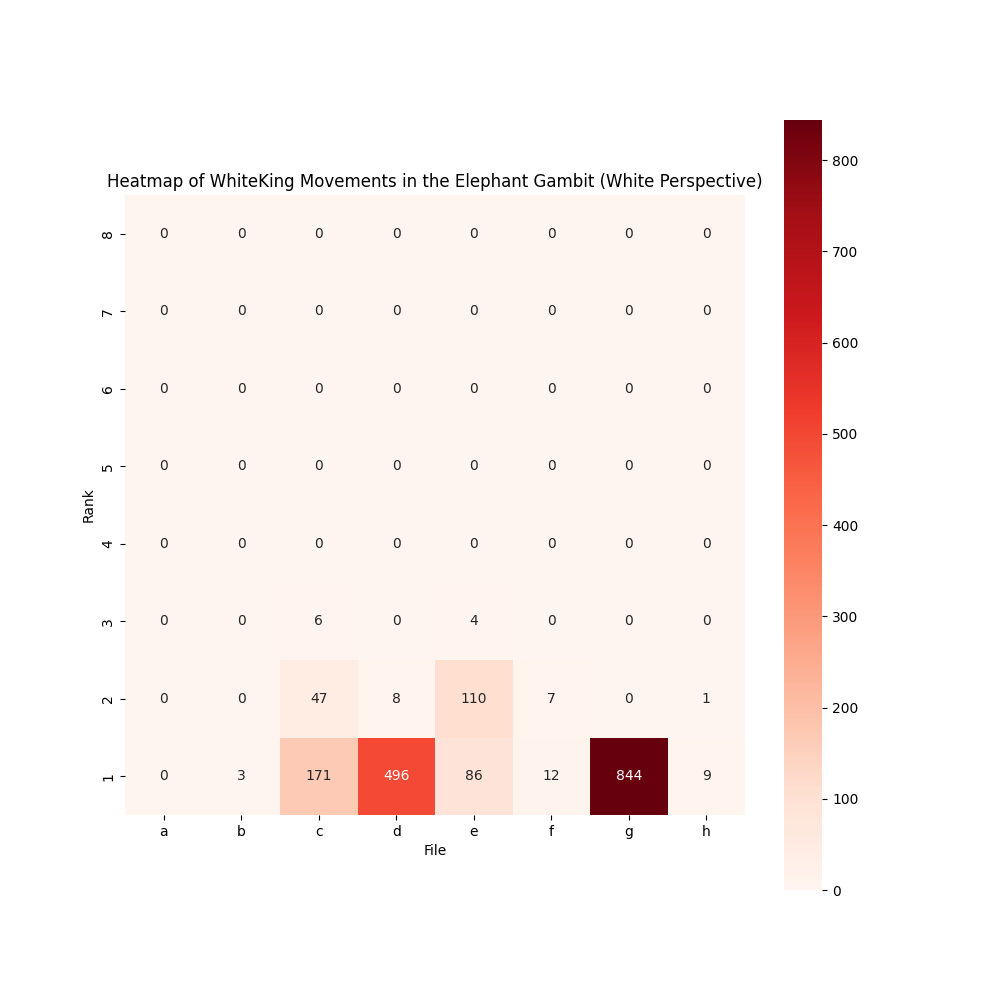 Heatmap of WhiteKing Movements in the Elephant Gambit (White Perspective)
8 0 0 0 0 0 0 0 0
7 0 0 0 0 0 0 0 0
6 0 0 0 0 0 0 0 0
5 0 0 0 0 0 0 0 0
4 0 0 0 0 0 0 0 0
3 0 0 6 0 4 0 0 0
2 0 0 47 8 110 7 0 1
1 0 3 171 496 86 12 844 9
a b c d e f g h
Rank
File
800
700
600
500
400
300
200
100
0